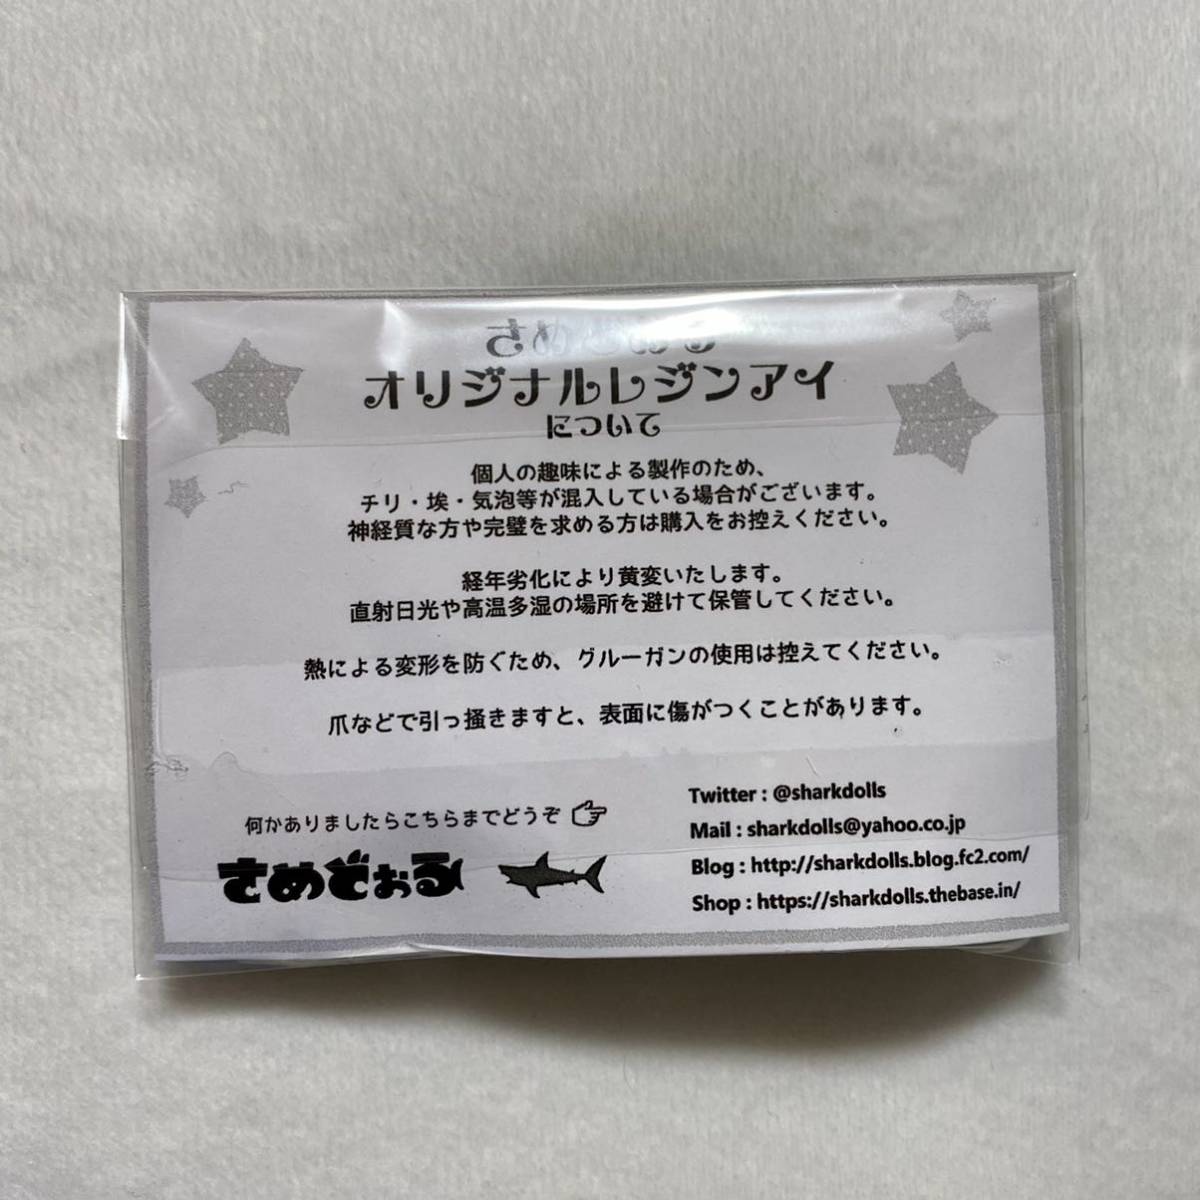 さめどぉる
オリジナルレジンアイ
について
個人の趣味による製作のため、
チリ・埃・気泡等が混入している場合がございます。
神経質な方や完璧を求める方は購入をお控えください。
経年劣化により黄変いたします。
直射日光や高温多湿の場所を避けて保管してください。
熱による変形を防ぐため、グルーガンの使用は控えてください。
爪などで引っ掻きますと、表面に傷がつくことがあります。
何かありましたらこちらまでどうぞ
さめどぉる
Twitter : @sharkdolls
Mail : sharkdolls@yahoo.co.jp
Blog : http://sharkdolls.blog.fc2.com/
Shop : https://sharkdolls.thebase.in/